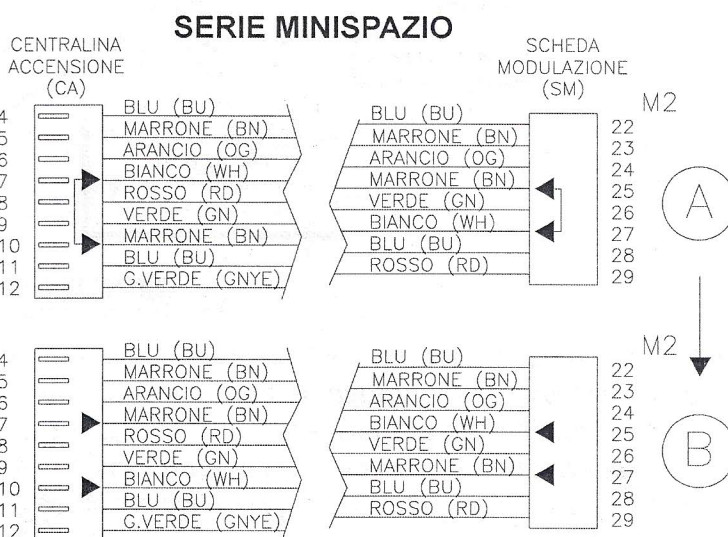 SERIE MINISPAZIO
CENTRALINA
ACCENSIONE
(CA)
SCHEDA
MODULAZIONE
(SM)
M2
4 BLU (BU)
5 MARRONE (BN)
6 ARANCIO (OG)
7 BIANCO (WH)
8 ROSSO (RD)
9 VERDE (GN)
10 MARRONE (BN)
11 BLU (BU)
12 G.VERDE (GNYE)
BLU (BU) 22
MARRONE (BN) 23
ARANCIO (OG) 24
MARRONE (BN) 25
VERDE (GN) 26
BIANCO (WH) 27
BLU (BU) 28
ROSSO (RD) 29
A
M2
4 BLU (BU)
5 MARRONE (BN)
6 ARANCIO (OG)
7 MARRONE (BN)
8 ROSSO (RD)
9 VERDE (GN)
10 BIANCO (WH)
11 BLU (BU)
12 G.VERDE (GNYE)
BLU (BU) 22
MARRONE (BN) 23
ARANCIO (OG) 24
BIANCO (WH) 25
VERDE (GN) 26
MARRONE (BN) 27
BLU (BU) 28
ROSSO (RD) 29
B